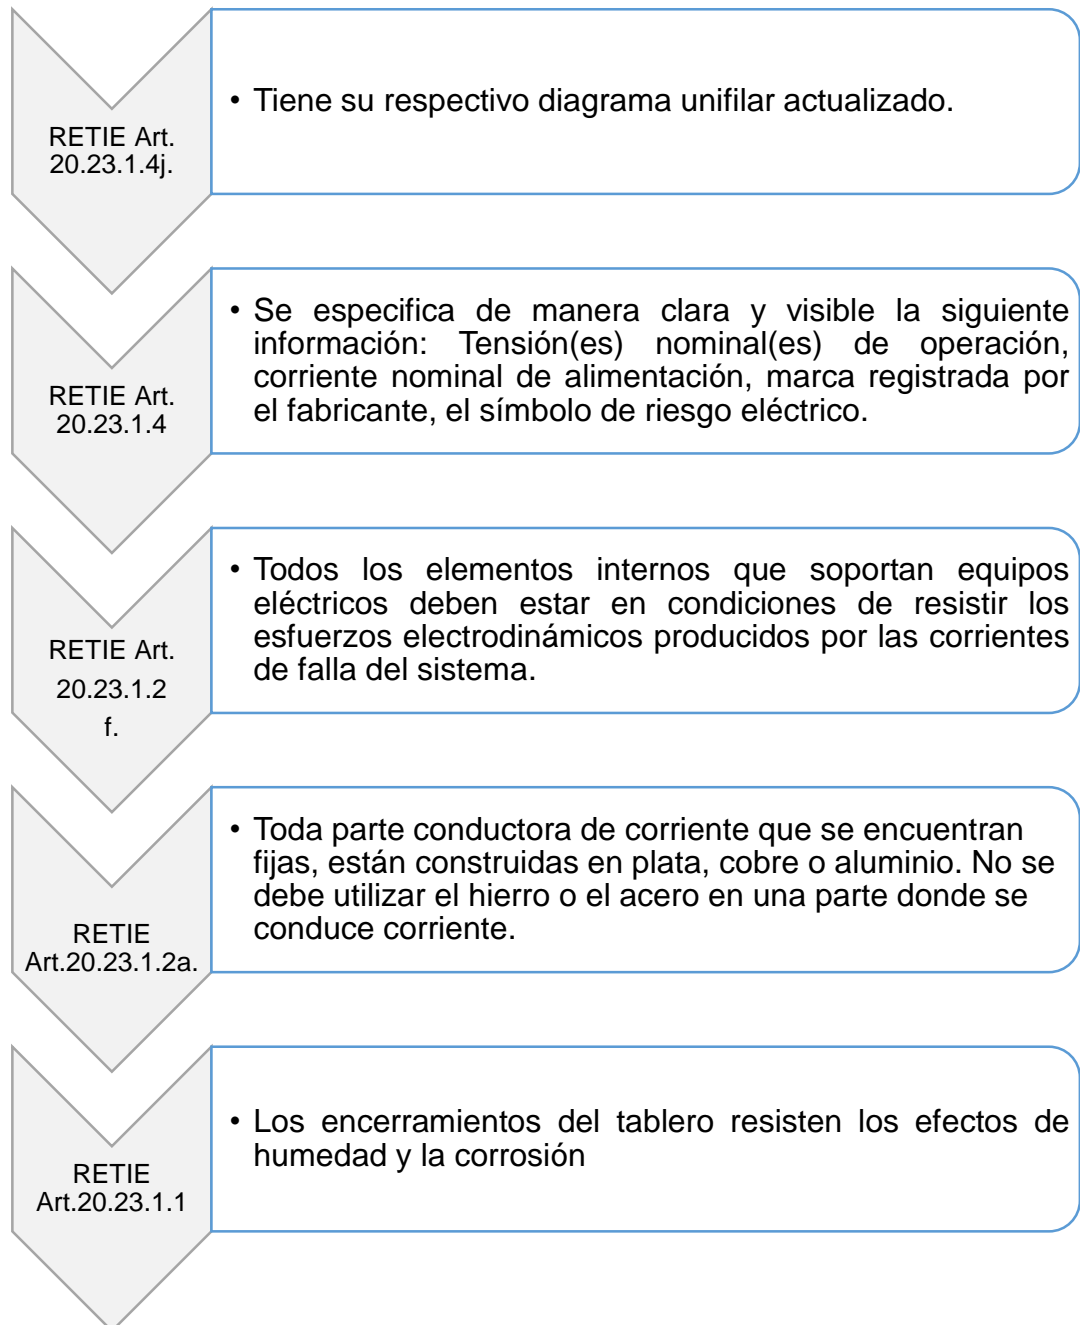 RETIE Art.
20.23.1.4j.
• Tiene su respectivo diagrama unifilar actualizado.
RETIE Art.
20.23.1.4
• Se especifica de manera clara y visible la siguiente
información: Tensión(es) nominal(es) de operación,
corriente nominal de alimentación, marca registrada por
el fabricante, el símbolo de riesgo eléctrico.
RETIE Art.
20.23.1.2
f.
• Todos los elementos internos que soportan equipos
eléctricos deben estar en condiciones de resistir los
esfuerzos electrodinámicos producidos por las corrientes
de falla del sistema.
RETIE
Art.20.23.1.2a.
• Toda parte conductora de corriente que se encuentran
fijas, están construidas en plata, cobre o aluminio. No se
debe utilizar el hierro o el acero en una parte donde se
conduce corriente.
RETIE
Art.20.23.1.1
• Los encerramientos del tablero resisten los efectos de
humedad y la corrosión